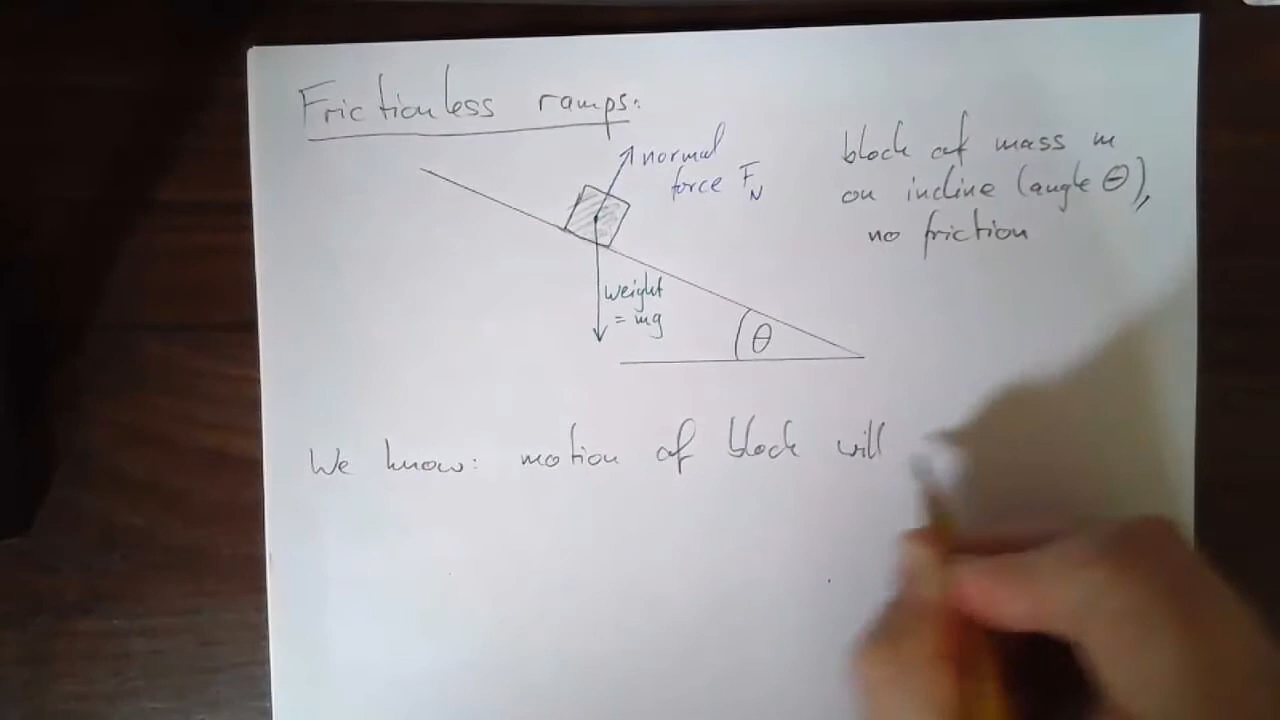 Frictionless ramps:
normal
force F_N
block of mass m
on incline (angle θ),
no friction
weight
= mg
θ
We know: motion of block will